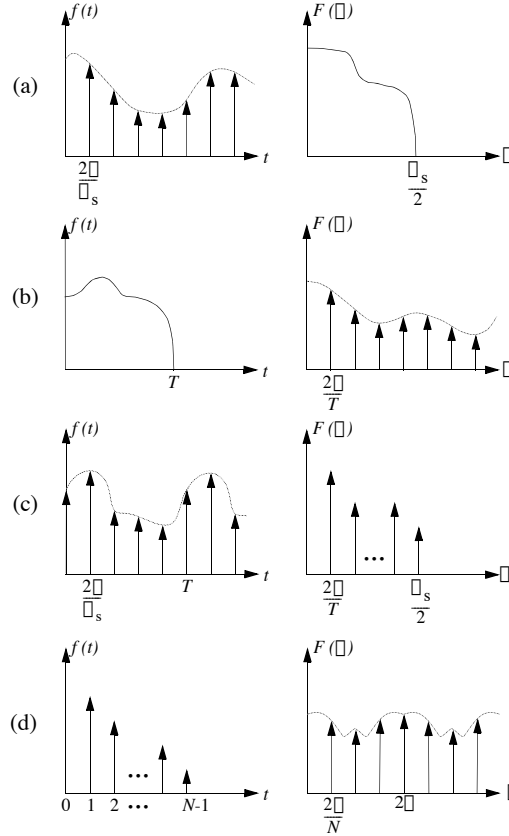 f(t)
F(▯)
(a)
t
▯
2▯
▯s
▯s
2
f(t)
F(▯)
(b)
T
t
▯
2▯
T
f(t)
F(▯)
(c)
...
T
t
▯
2▯
▯s
2▯
T
▯s
2
f(t)
F(▯)
(d)
...
t
▯
0 1 2 ... N-1
2▯
N
2▯